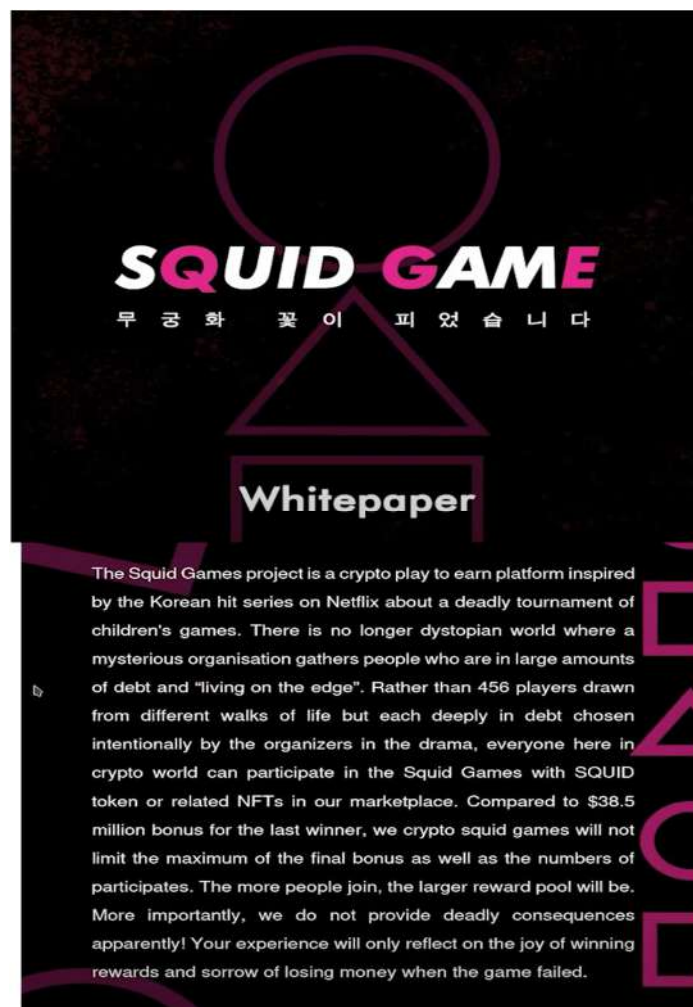 SQUID GAME
무궁화 꽃이 피었습니다
Whitepaper
The Squid Games project is a crypto play to earn platform inspired
by the Korean hit series on Netflix about a deadly tournament of
children's games. There is no longer dystopian world where a
mysterious organisation gathers people who are in large amounts
of debt and “living on the edge”. Rather than 456 players drawn
from different walks of life but each deeply in debt chosen
intentionally by the organizers in the drama, everyone here in
crypto world can participate in the Squid Games with SQUID
token or related NFTs in our marketplace. Compared to $38.5
million bonus for the last winner, we crypto squid games will not
limit the maximum of the final bonus as well as the numbers of
participates. The more people join, the larger reward pool will be.
More importantly, we do not provide deadly consequences
apparently! Your experience will only reflect on the joy of winning
rewards and sorrow of losing money when the game failed.